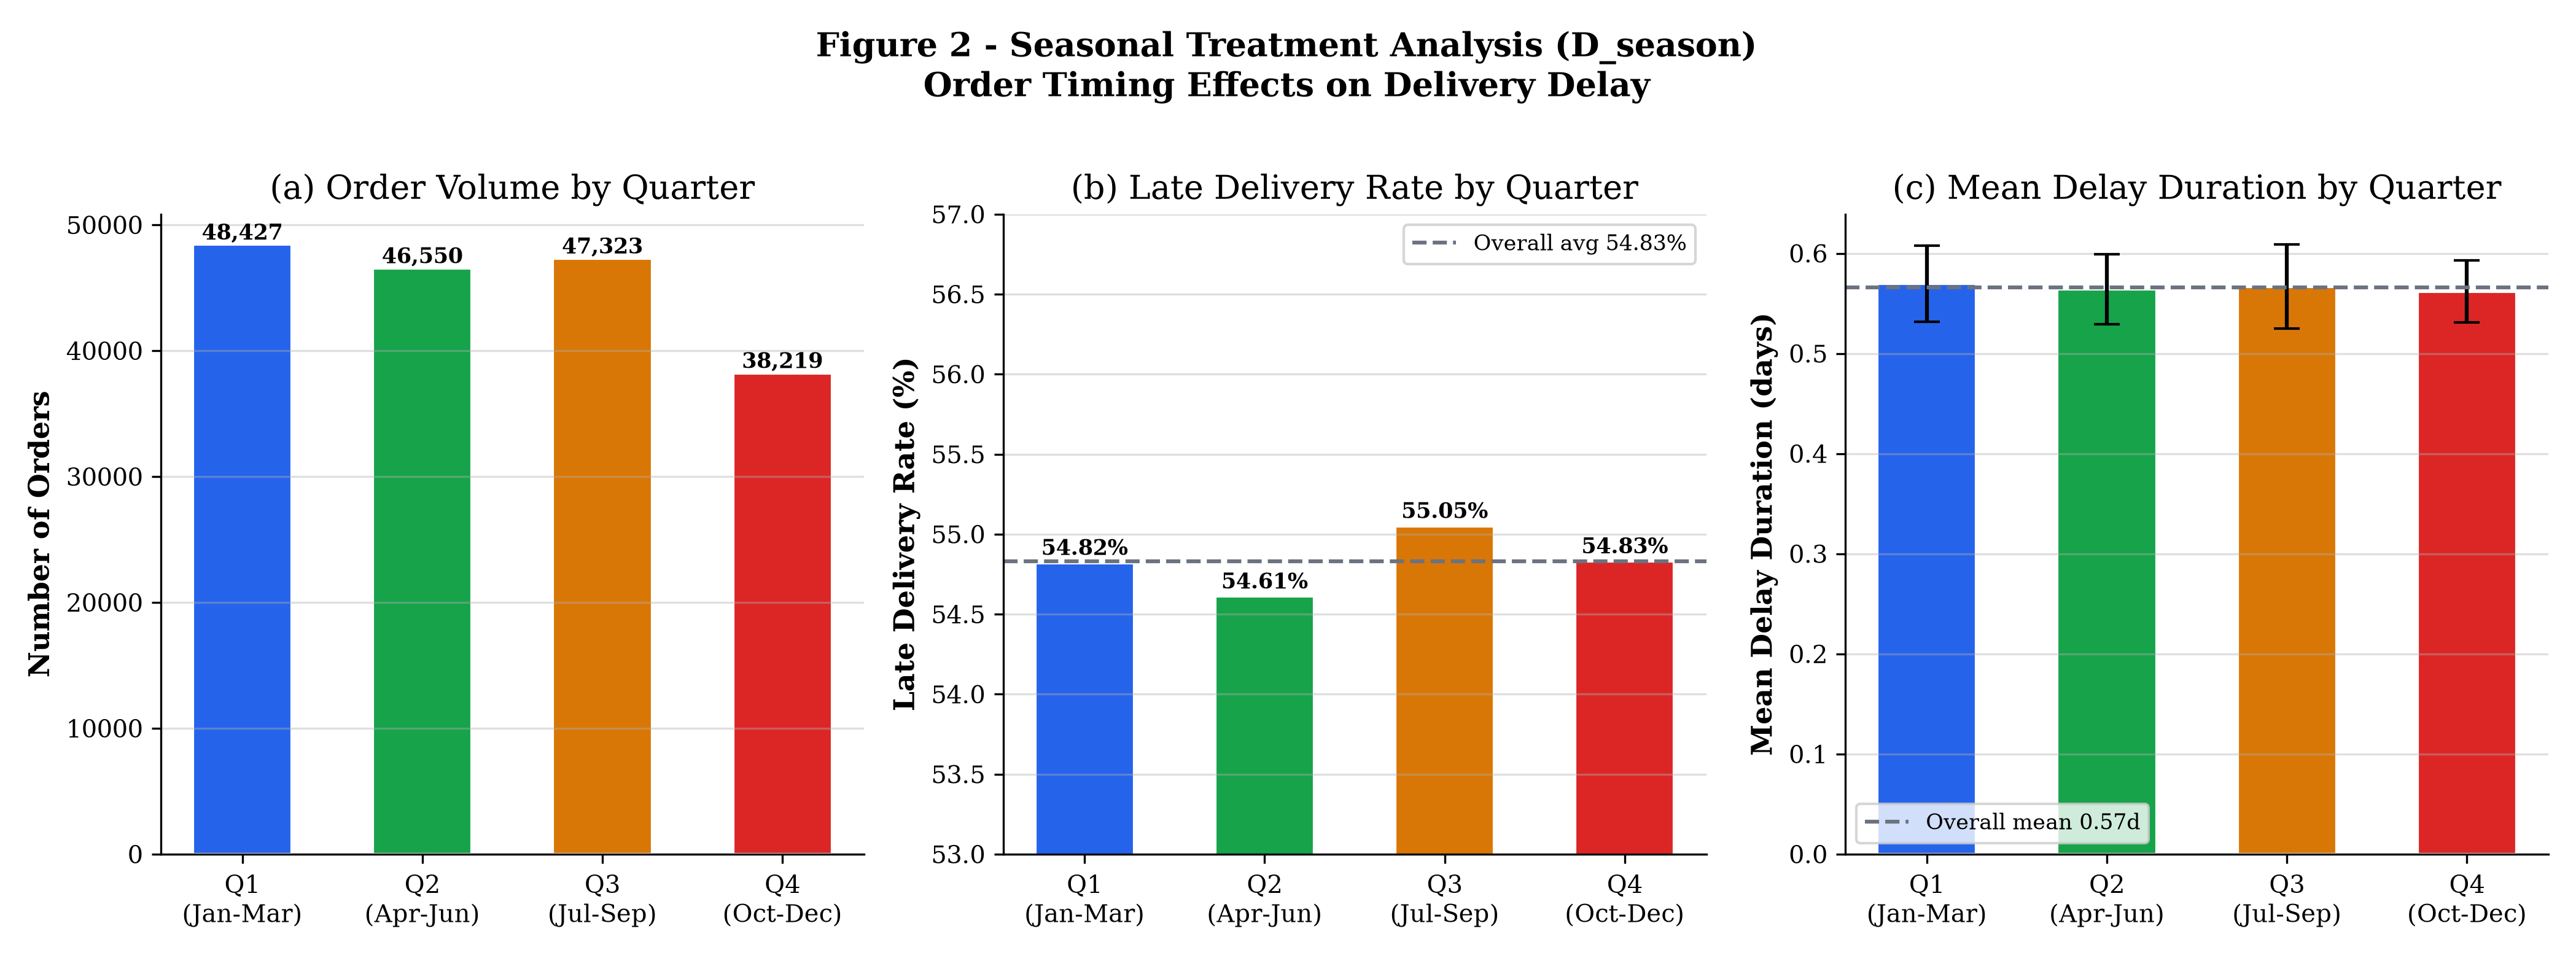 Figure 2 - Seasonal Treatment Analysis (D_season)
Order Timing Effects on Delivery Delay
(a) Order Volume by Quarter
Number of Orders
50000
40000
30000
20000
10000
0
48,427
46,550
47,323
38,219
Q1
(Jan-Mar)
Q2
(Apr-Jun)
Q3
(Jul-Sep)
Q4
(Oct-Dec)
(b) Late Delivery Rate by Quarter
Late Delivery Rate (%)
57.0
56.5
56.0
55.5
55.0
54.5
54.0
53.5
53.0
Overall avg 54.83%
54.82%
54.61%
55.05%
54.83%
Q1
(Jan-Mar)
Q2
(Apr-Jun)
Q3
(Jul-Sep)
Q4
(Oct-Dec)
(c) Mean Delay Duration by Quarter
Mean Delay Duration (days)
0.6
0.5
0.4
0.3
0.2
0.1
0.0
Overall mean 0.57d
Q1
(Jan-Mar)
Q2
(Apr-Jun)
Q3
(Jul-Sep)
Q4
(Oct-Dec)